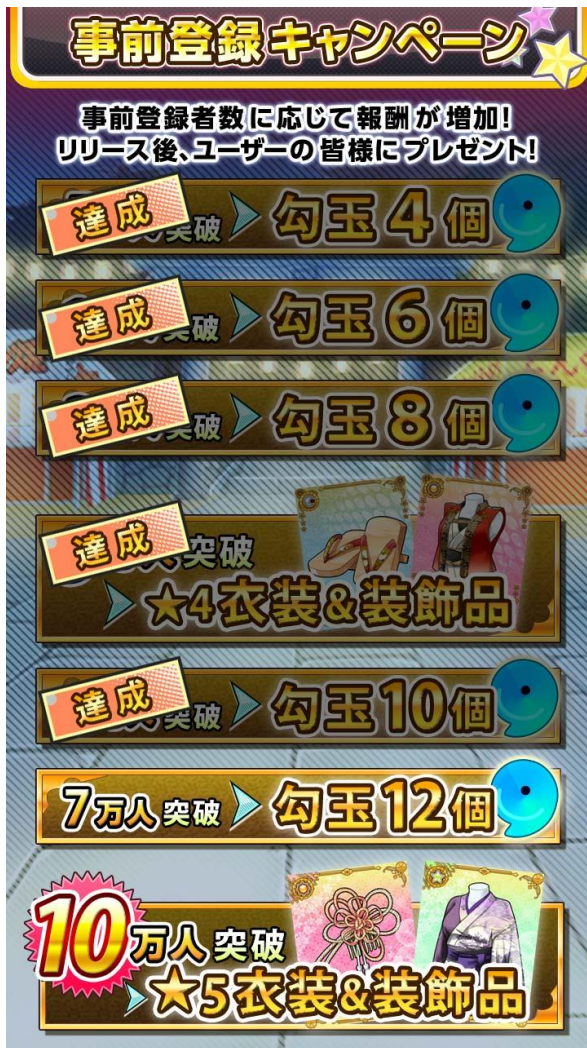 事前登録キャンペーン
事前登録者数に応じて報酬が増加!
リリース後、ユーザーの皆様にプレゼント!
達成 突破 勾玉4個
達成 突破 勾玉6個
達成 突破 勾玉8個
達成 人突破
★4衣装&装飾品
達成 突破 勾玉10個
7万人突破 勾玉12個
10万人突破
★5衣装&装飾品